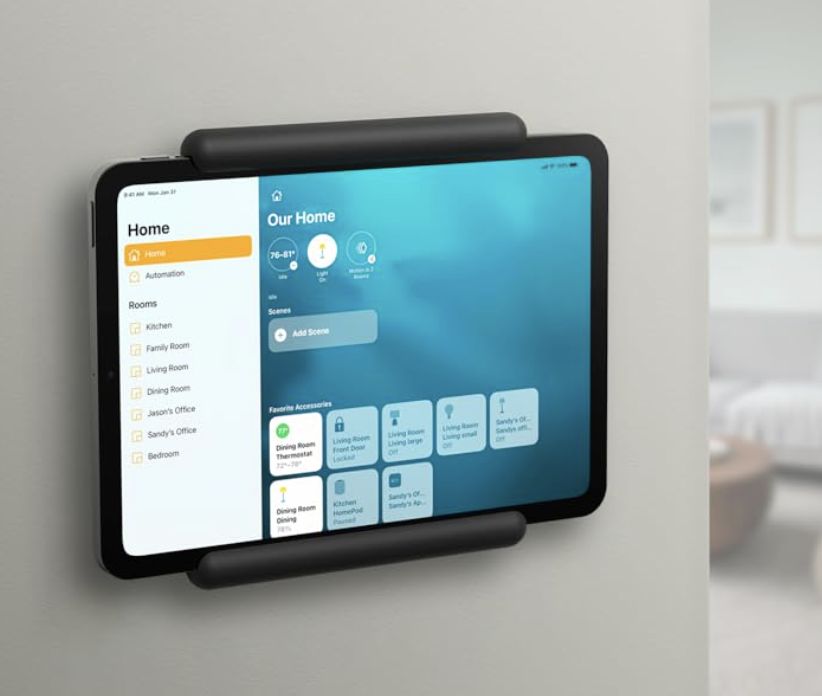 9:41 AM Mon Jan 31
Home
Home
Automation
Rooms
Kitchen
Family Room
Living Room
Dining Room
Jason's Office
Sandy's Office
Bedroom
Our Home
76-81°
Idle
Light
On
Motion in 2
Rooms
Idle
Scenes
Add Scene
Favorite Accessories
77°
Dining Room
Thermostat
72°-78°
Living Room
Front Door
Locked
Living Room
Living large
Off
Living Room
Living small
Off
Sandy's Of...
Sandys offi...
Off
Dining Room
Dining
78%
Kitchen
HomePod
Paused
Sandy's Of...
Sandy's Ap...